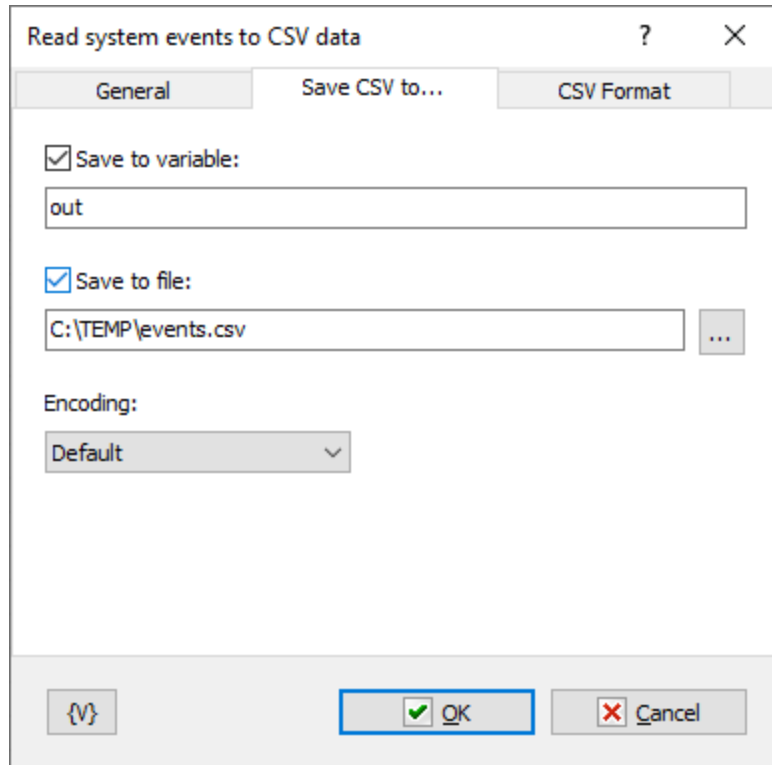 Read system events to CSV data ?
General Save CSV to... CSV Format
Save to variable:
out
Save to file:
C:\TEMP\events.csv ...
Encoding:
Default
{V} OK Cancel